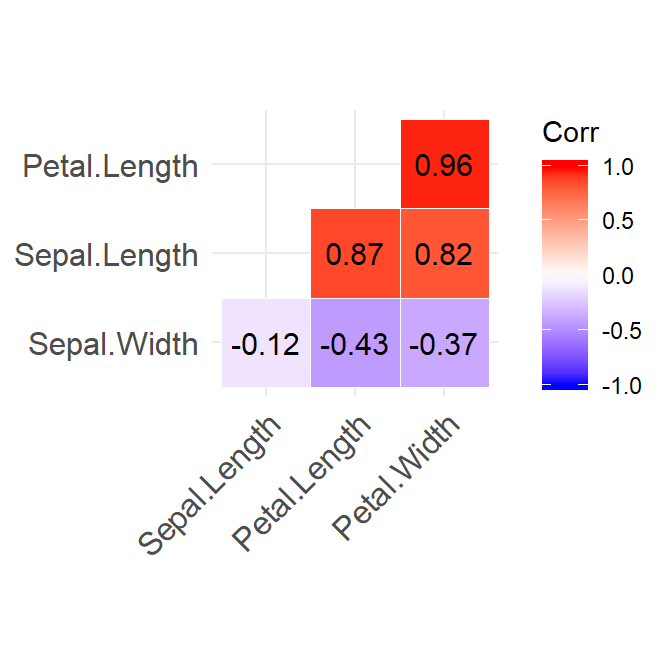 Corr
Petal.Length 0.96
Sepal.Length 0.87 0.82
Sepal.Width -0.12 -0.43 -0.37
1.0
0.5
0.0
-0.5
-1.0
Sepal.Length
Petal.Length
Petal.Width